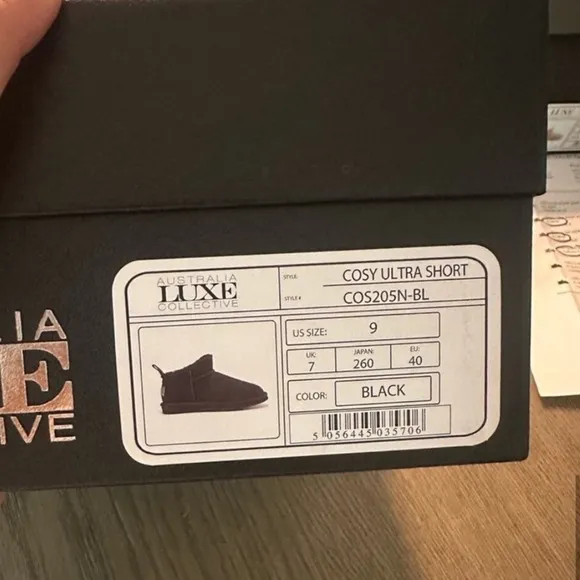 AUSTRALIA
LUXE
COLLECTIVE
STYLE: COSY ULTRA SHORT
STYLE# COS205N-BL
US SIZE: 9
UK: 7 JAPAN: 260 EU: 40
COLOR: BLACK
5 056445 035706
LIA
E
TIVE
LUXE